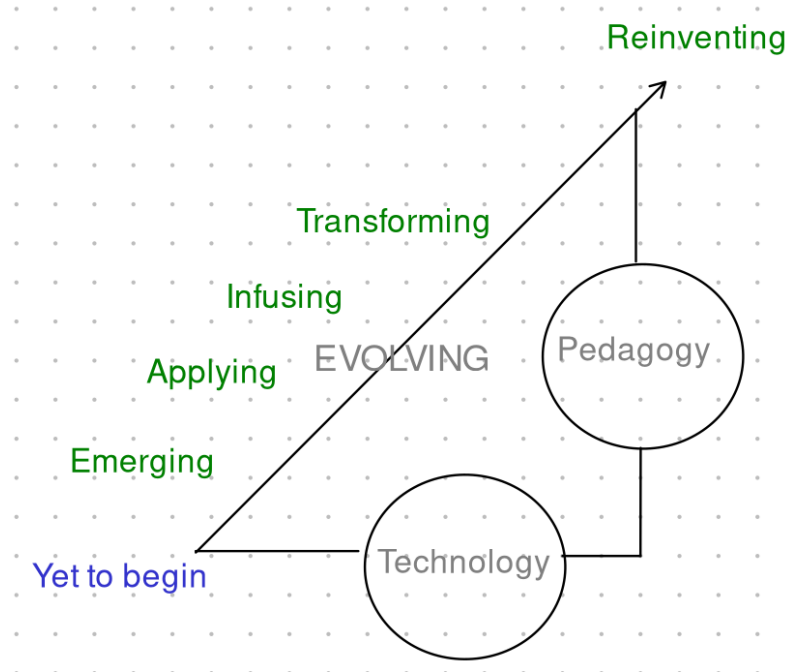 Reinventing
Transforming
Infusing
EVOLVING
Pedagogy
Applying
Emerging
Technology
Yet to begin